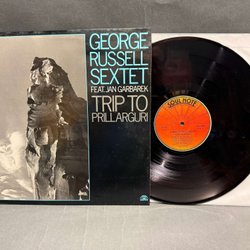 GEORGE
RUSSELL
SEXTET
FEAT. JAN GARBAREK
TRIP TO
PRILLARGURI
SOUL NOTE